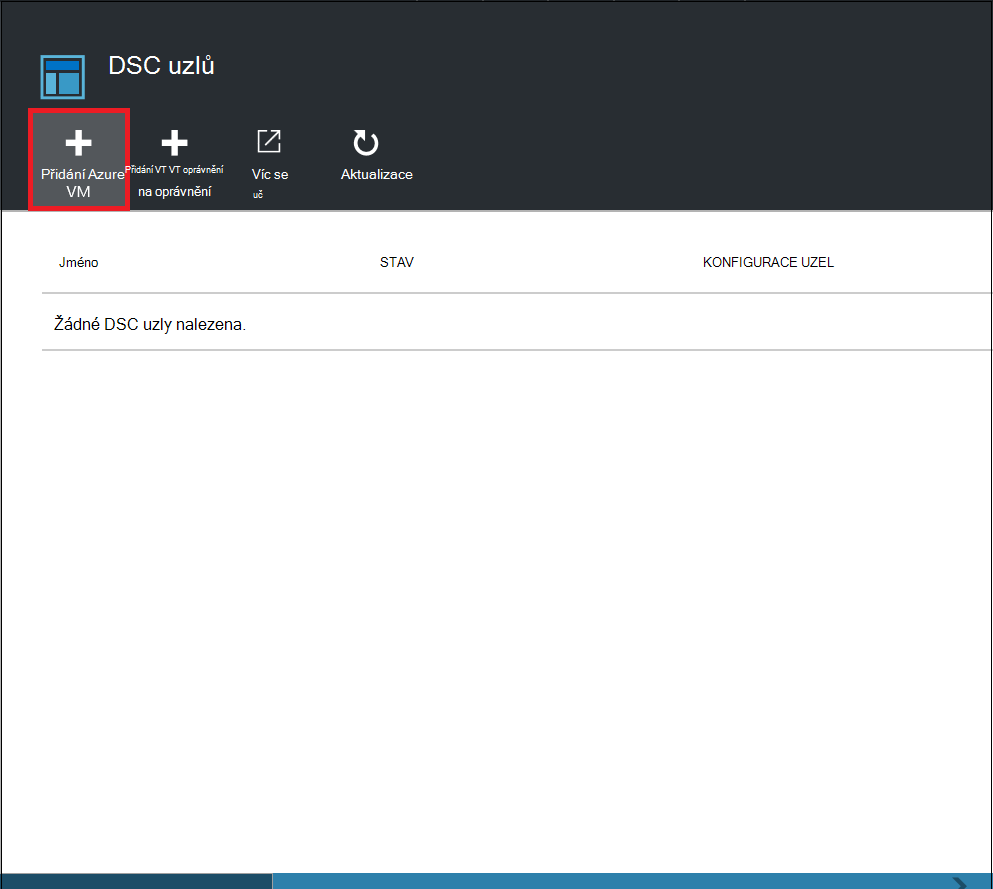 DSC uzlů
Přidání Azure
VM
Přidání VT VT oprávnění
na oprávnění
Víc se
uč
Aktualizace
Jméno
STAV
KONFIGURACE UZEL
Žádné DSC uzly nalezena.